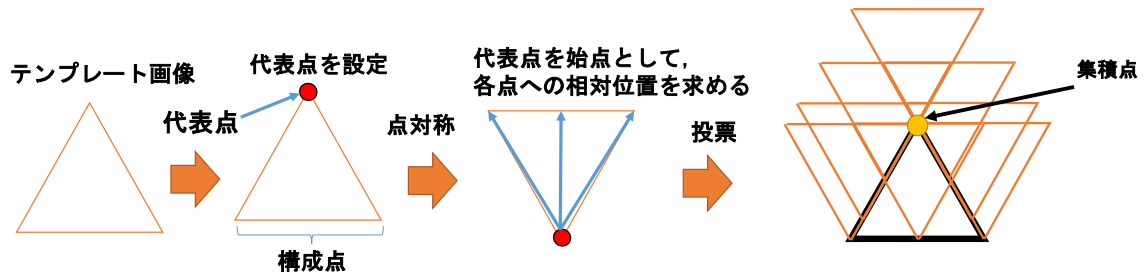 テンプレート画像
代表点を設定
代表点
構成点
点対称
代表点を始点として,
各点への相対位置を求める
投票
集積点